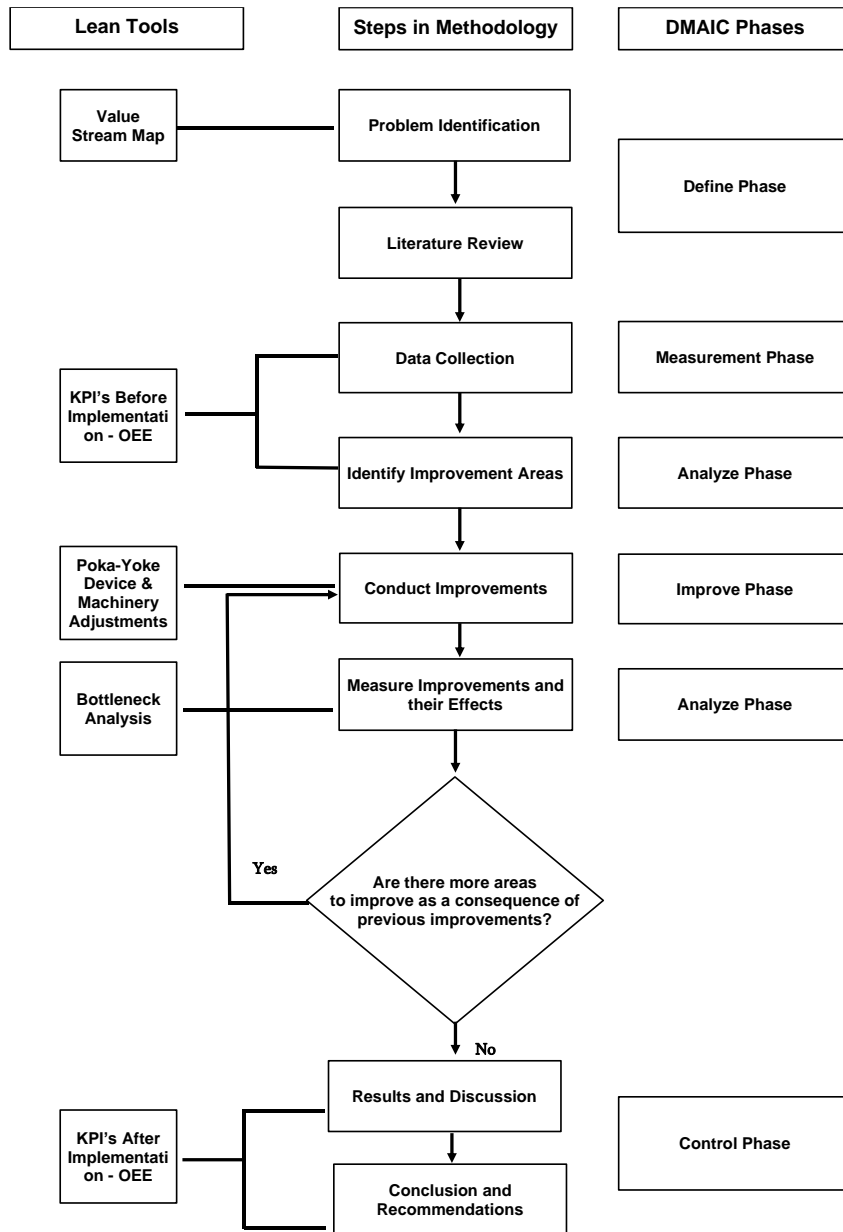 Lean Tools
Steps in Methodology
DMAIC Phases
Value
Stream Map
Problem Identification
Define Phase
Literature Review
Data Collection
Measurement Phase
KPI's Before
Implementati
on - OEE
Identify Improvement Areas
Analyze Phase
Poka-Yoke
Device &
Machinery
Adjustments
Conduct Improvements
Improve Phase
Bottleneck
Analysis
Measure Improvements and
their Effects
Analyze Phase
Yes
Are there more areas
to improve as a consequence of
previous improvements?
No
Results and Discussion
KPI's After
Implementati
on - OEE
Control Phase
Conclusion and
Recommendations